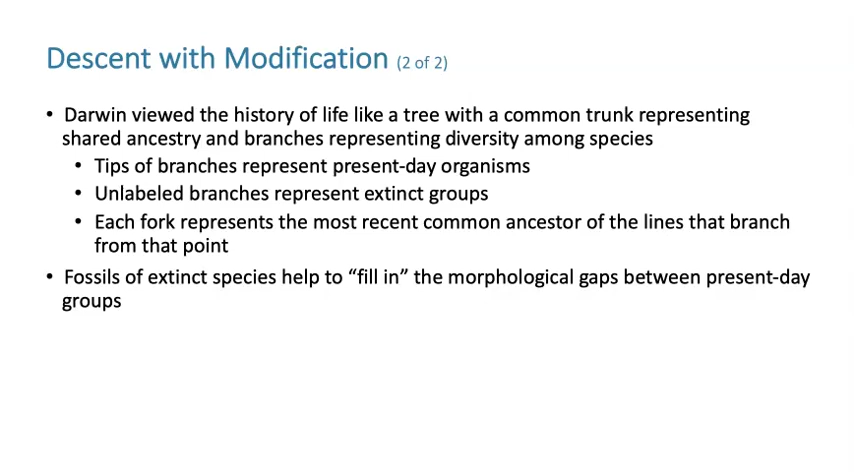 Descent with Modification (2 of 2)
• Darwin viewed the history of life like a tree with a common trunk representing
shared ancestry and branches representing diversity among species
• Tips of branches represent present-day organisms
• Unlabeled branches represent extinct groups
• Each fork represents the most recent common ancestor of the lines that branch
from that point
• Fossils of extinct species help to “fill in” the morphological gaps between present-day
groups